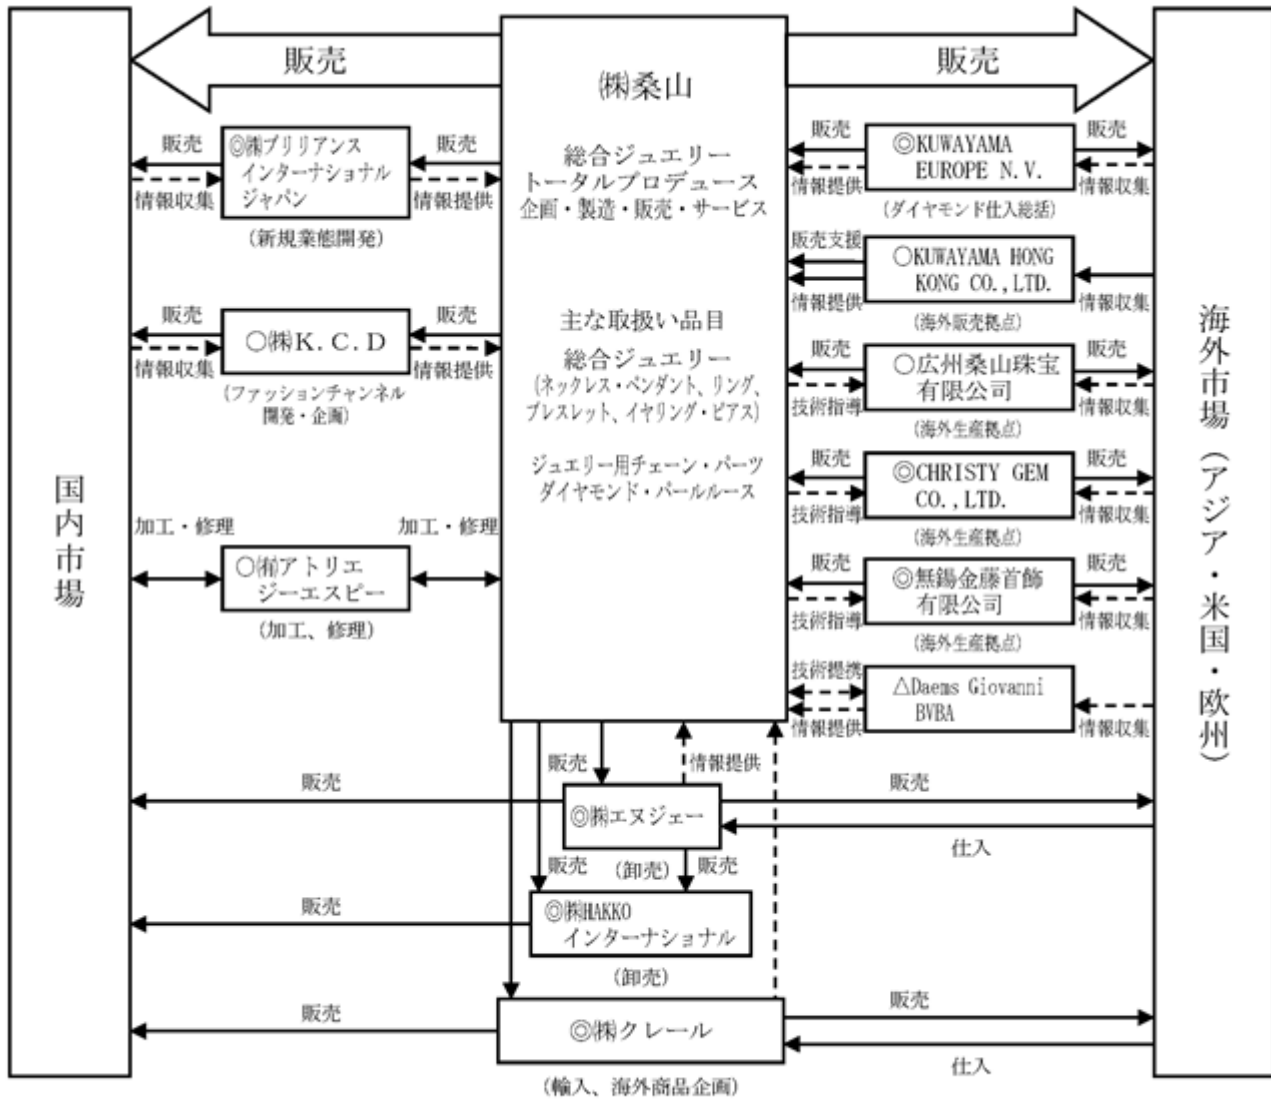 販売
㈱桑山
販売
総合ジュエリー
トータルプロデュース
企画・製造・販売・サービス
主な取扱い品目
総合ジュエリー
(ネックレス・ペンダント、リング、
ブレスレット、イヤリング・ピアス)
ジュエリー用チェーン・パーツ
ダイヤモンド・パールルース
国内市場
海外市場（アジア・米国・欧州）
販売
◎㈱ブリリアンス
インターナショナル
ジャパン
販売
情報収集
情報提供
(新規業態開発)
販売
○㈱K.C.D
販売
情報収集
情報提供
(ファッションチャンネル
開発・企画)
加工・修理
加工・修理
○㈲アトリエ
ジーエスピー
(加工、修理)
販売
◎KUWAYAMA
EUROPE N.V.
販売
情報提供
情報収集
(ダイヤモンド仕入総括)
販売支援
○KUWAYAMA HONG
KONG CO.,LTD.
情報提供
情報収集
(海外販売拠点)
販売
○広州桑山珠宝
有限公司
販売
技術指導
情報収集
(海外生産拠点)
販売
◎CHRISTY GEM
CO.,LTD.
販売
技術指導
情報収集
(海外生産拠点)
販売
◎無錫金藤首飾
有限公司
販売
技術指導
情報収集
(海外生産拠点)
技術提携
△Daems Giovanni
BVBA
情報提供
情報収集
販売
情報提供
販売
◎㈱エヌジェー
販売
仕入
(卸売)
販売
販売
販売
◎㈱HAKKO
インターナショナル
(卸売)
販売
◎㈱クレール
販売
仕入
(輸入、海外商品企画)